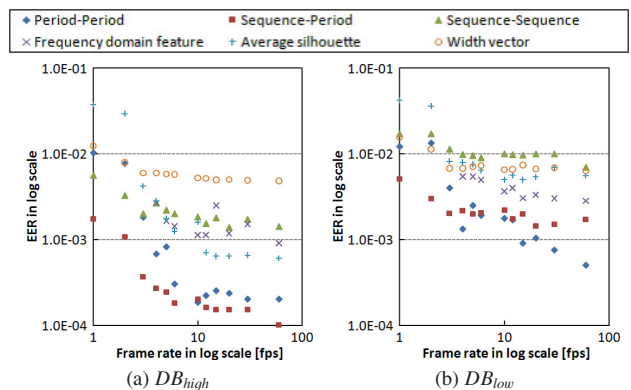 Period-Period Sequence-Period Sequence-Sequence
Frequency domain feature Average silhouette Width vector
1.0E-01 1.0E-01
1.0E-02 1.0E-02
1.0E-03 1.0E-03
1.0E-04 1.0E-04
EER in log scale EER in log scale
1 10 100 1 10 100
Frame rate in log scale [fps] Frame rate in log scale [fps]
(a) DBhigh (b) DBlow